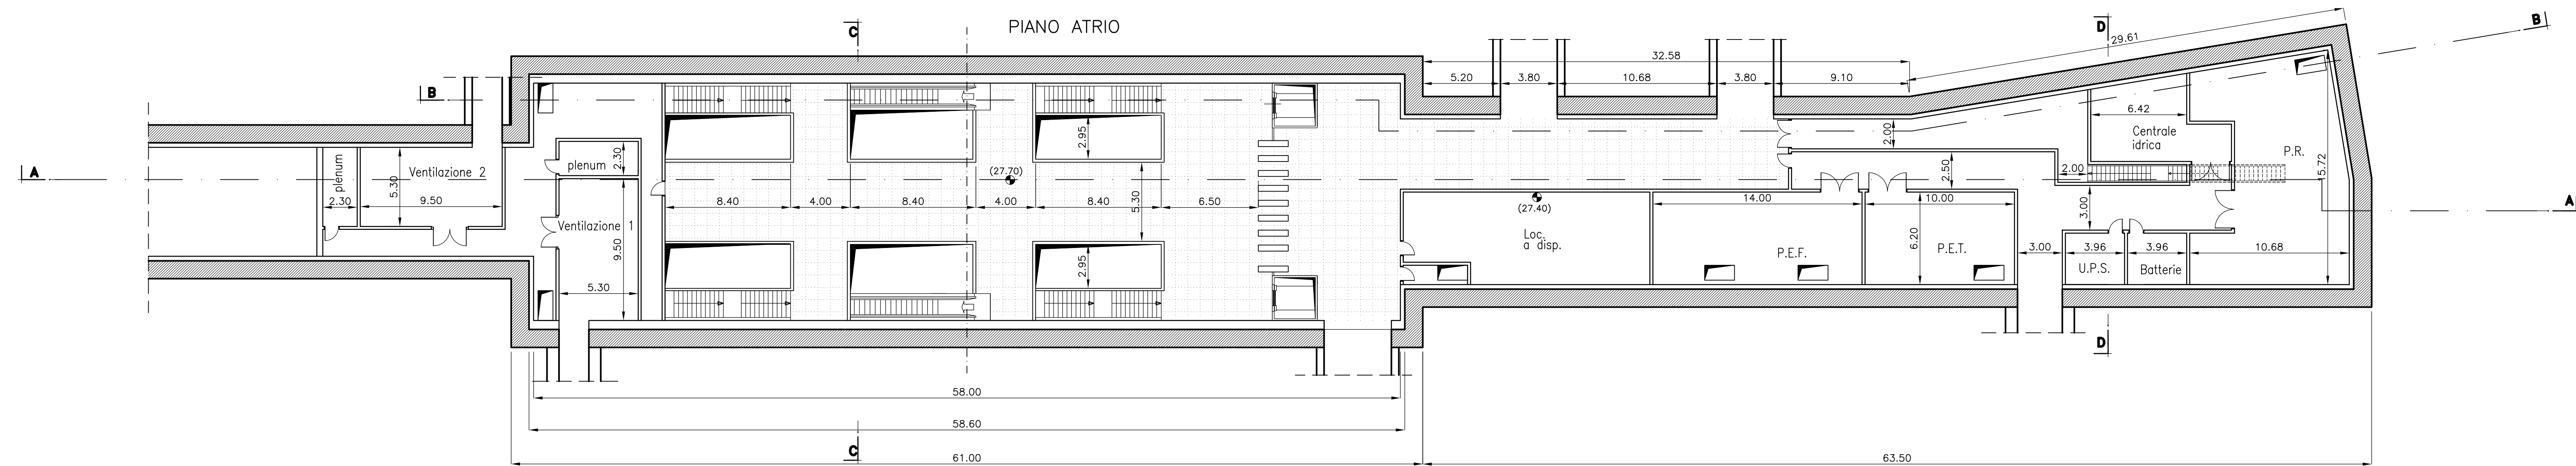 PIANO ATRIO
C
D
B
29.61
32.58
5.20
3.80
10.68
3.80
9.10
B
A
plenum
2.30
5.30
Ventilazione 2
9.50
plenum
2.30
Ventilazione 1
9.50
5.30
8.40
4.00
8.40
4.00
8.40
6.50
2.95
5.30
2.95
(27.70)
(27.40)
Loc.
a disp.
14.00
P.E.F.
10.00
6.20
P.E.T.
2.00
2.50
3.00
2.00
3.00
6.42
Centrale
idrica
P.R.
15.72
3.96
U.P.S.
3.96
Batterie
10.68
A
D
58.00
58.60
C
61.00
63.50